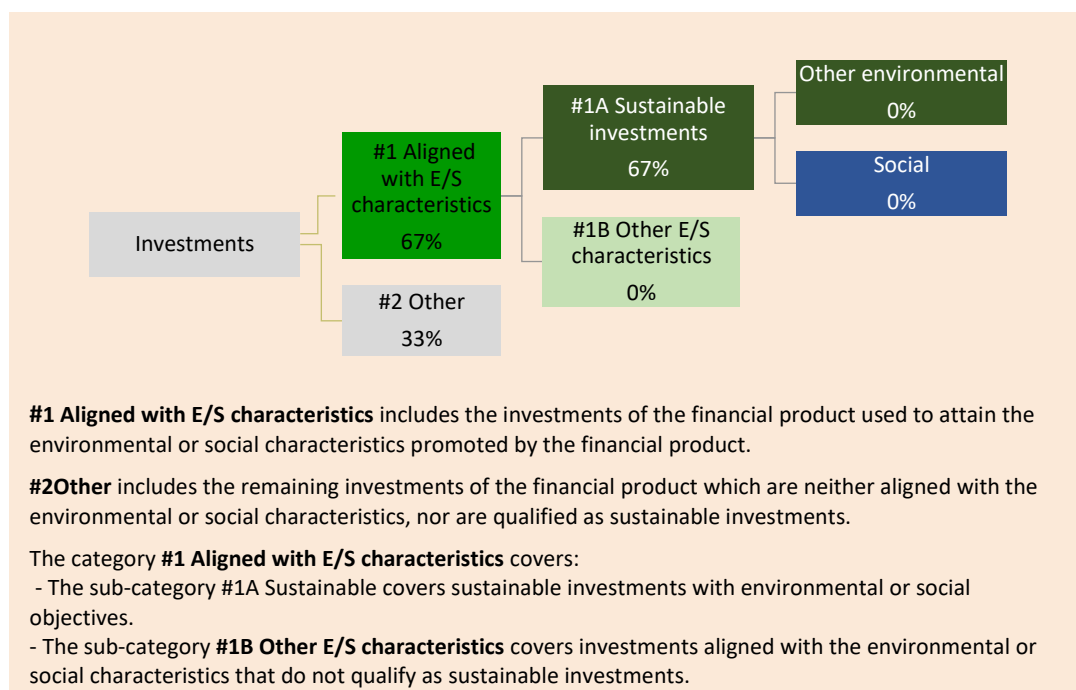 Investments
#1 Aligned
with E/S
characteristics
67%
#2 Other
33%
#1A Sustainable
investments
67%
#1B Other E/S
characteristics
0%
Other environmental
0%
Social
0%
#1 Aligned with E/S characteristics includes the investments of the financial product used to attain the
environmental or social characteristics promoted by the financial product.
#2Other includes the remaining investments of the financial product which are neither aligned with the
environmental or social characteristics, nor are qualified as sustainable investments.
The category #1 Aligned with E/S characteristics covers:
- The sub-category #1A Sustainable covers sustainable investments with environmental or social
objectives.
- The sub-category #1B Other E/S characteristics covers investments aligned with the environmental or
social characteristics that do not qualify as sustainable investments.